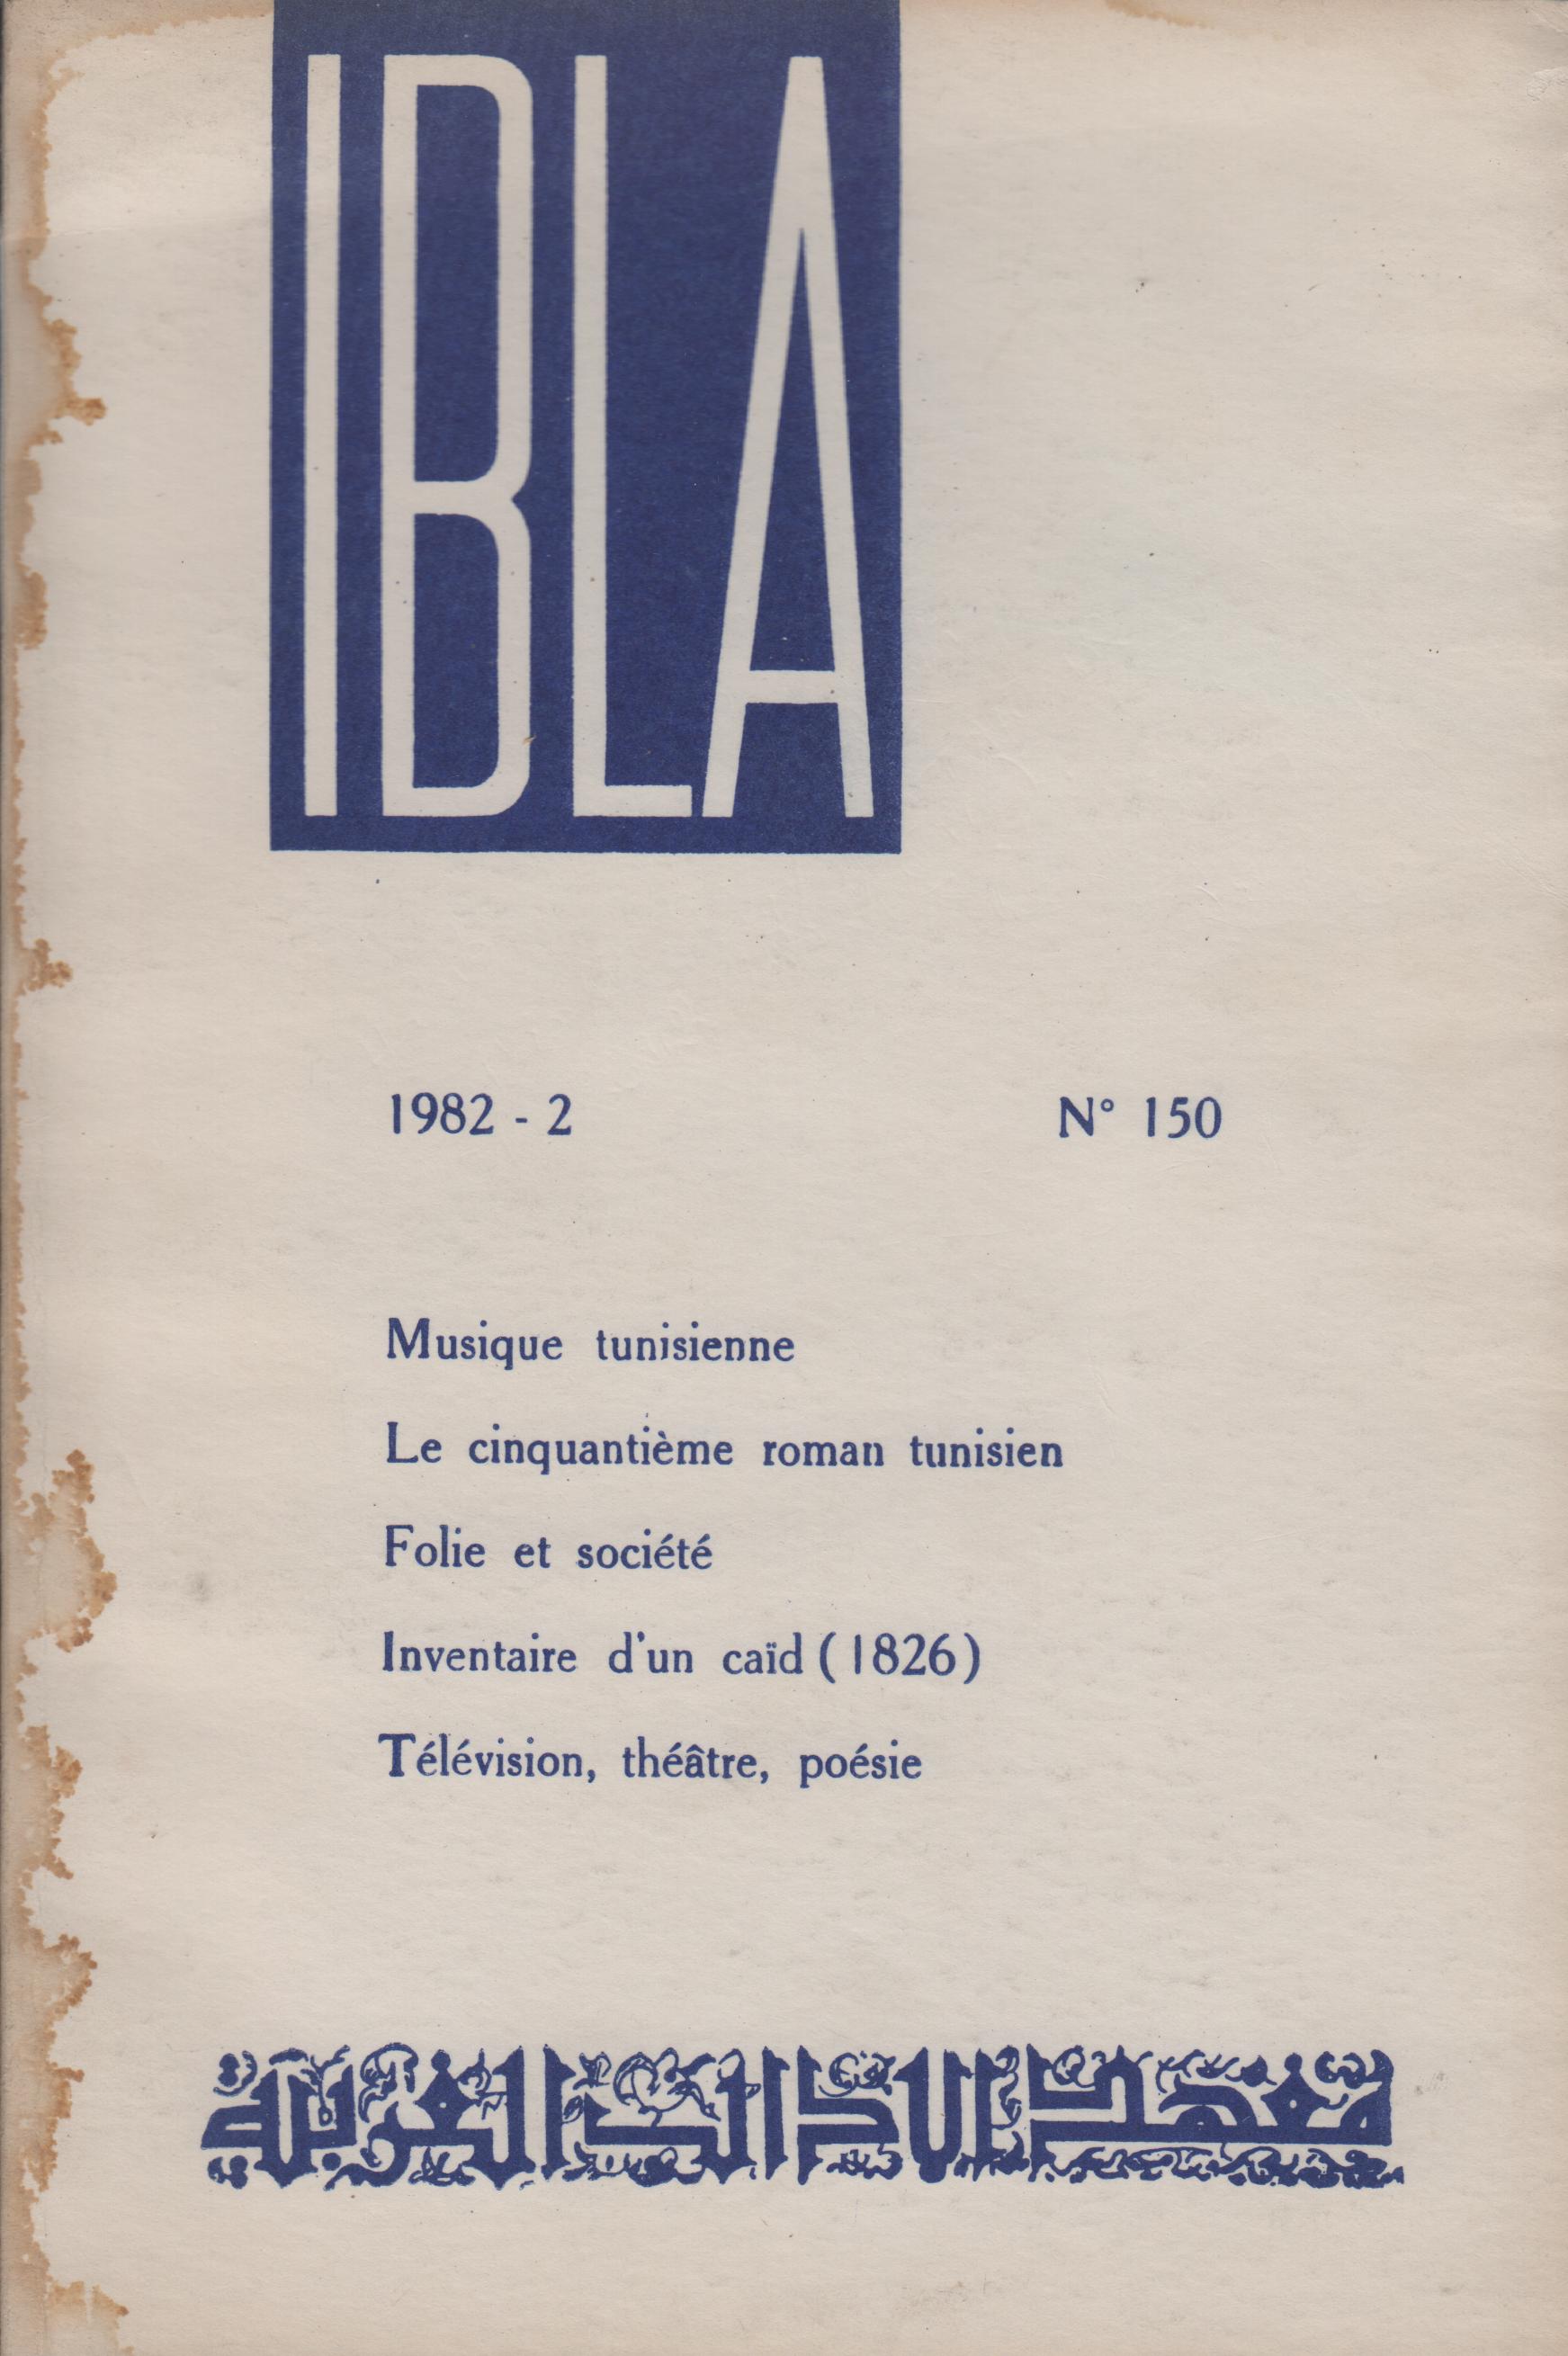 IBLA
1982 - 2 N° 150
Musique tunisienne
Le cinquantième roman tunisien
Folie et société
Inventaire d'un caïd (1826)
Télévision, théâtre, poésie
معهد الاداب العربية